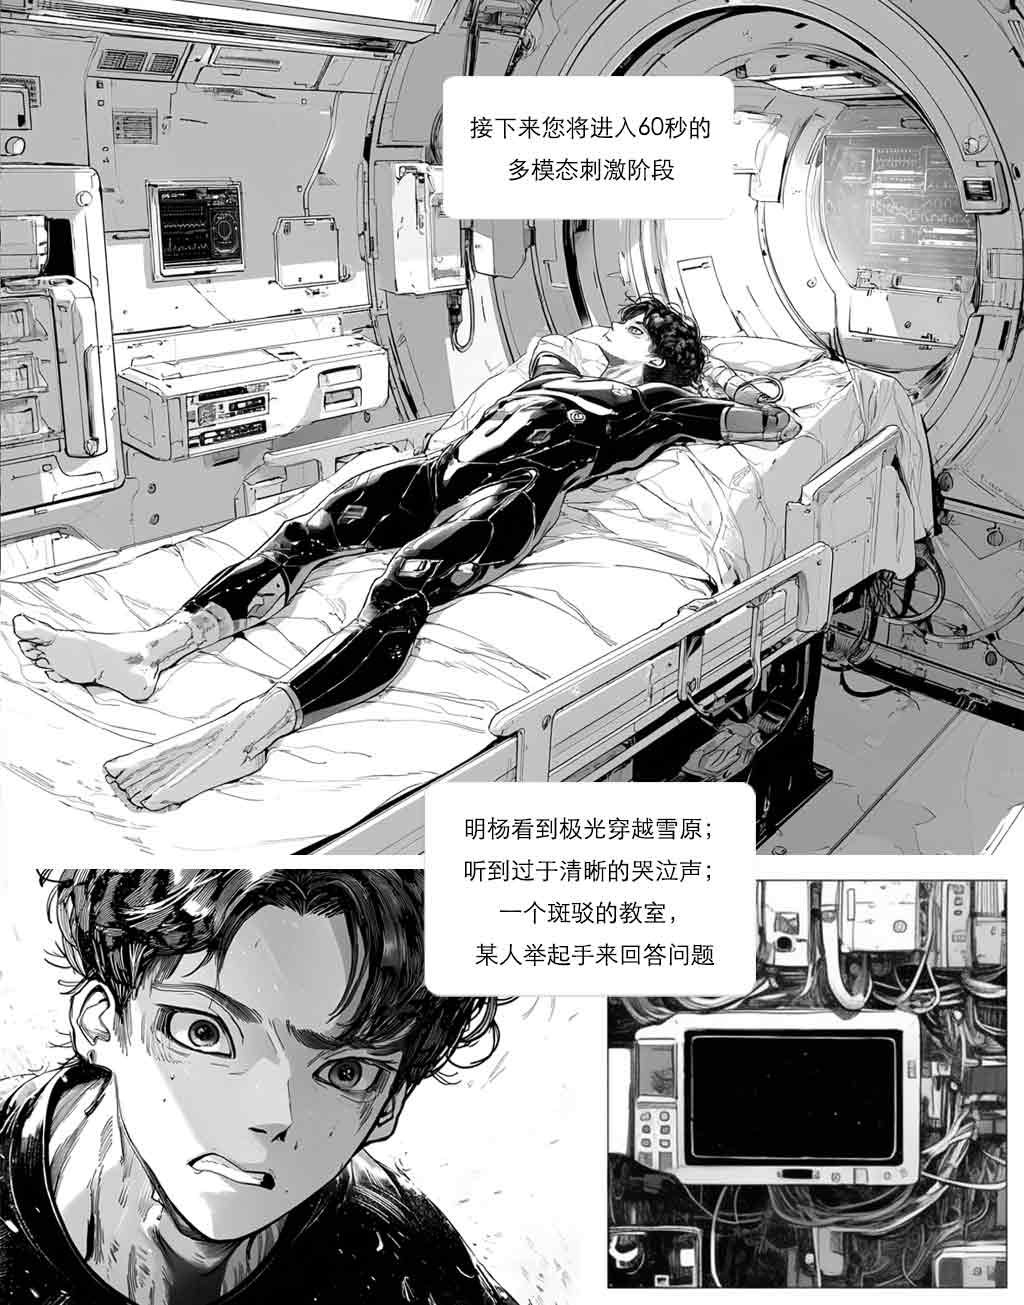 接下来您将进入60秒的
多模态刺激阶段
明杨看到极光穿越雪原；
听到过于清晰的哭泣声；
一个斑驳的教室，
某人举起手来回答问题